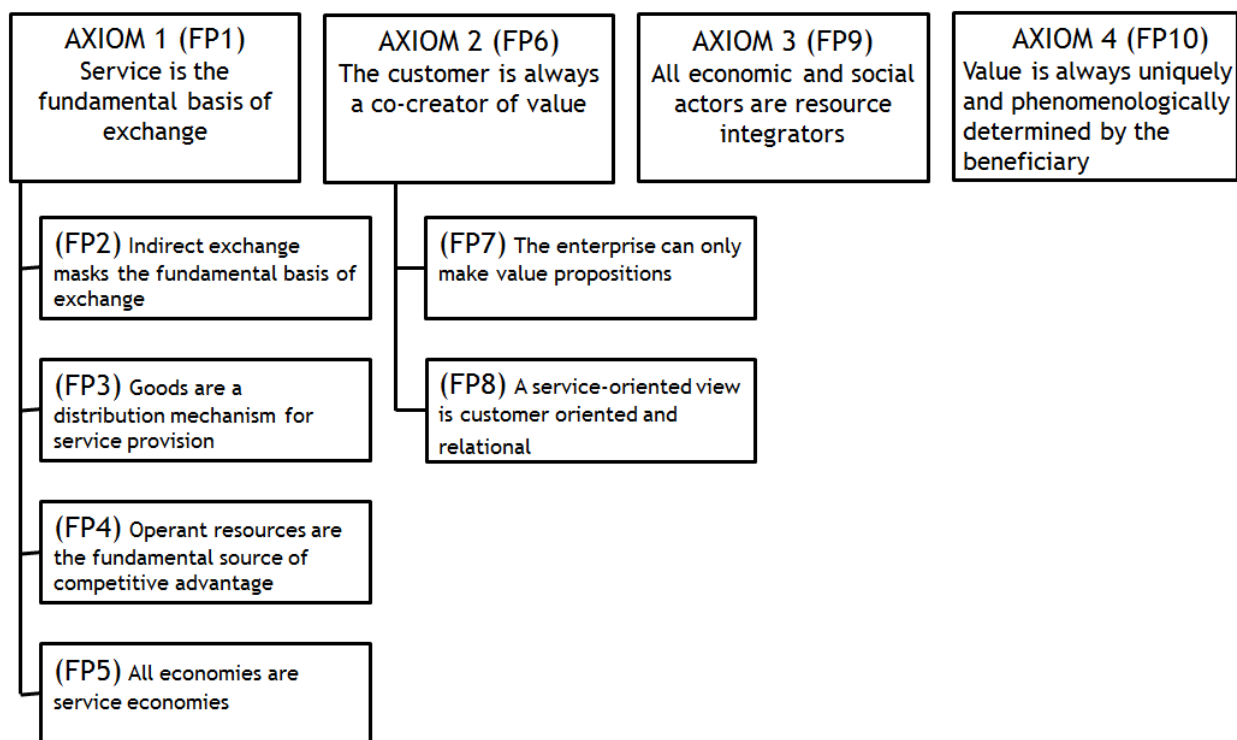 AXIOM 1 (FP1)
Service is the
fundamental basis of
exchange
AXIOM 2 (FP6)
The customer is always
a co-creator of value
AXIOM 3 (FP9)
All economic and social
actors are resource
integrators
AXIOM 4 (FP10)
Value is always uniquely
and phenomenologically
determined by the
beneficiary
(FP2) Indirect exchange
masks the fundamental basis of
exchange
(FP3) Goods are a
distribution mechanism for
service provision
(FP4) Operant resources are
the fundamental source of
competitive advantage
(FP5) All economies are
service economies
(FP7) The enterprise can only
make value propositions
(FP8) A service-oriented view
is customer oriented and
relational